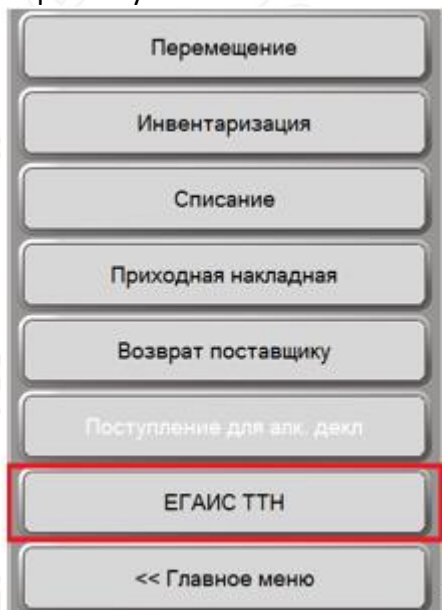 Перемещение
Инвентаризация
Списание
Приходная накладная
Возврат поставщику
Поступление для алк. декл
ЕГАИС ТТН
<< Главное меню